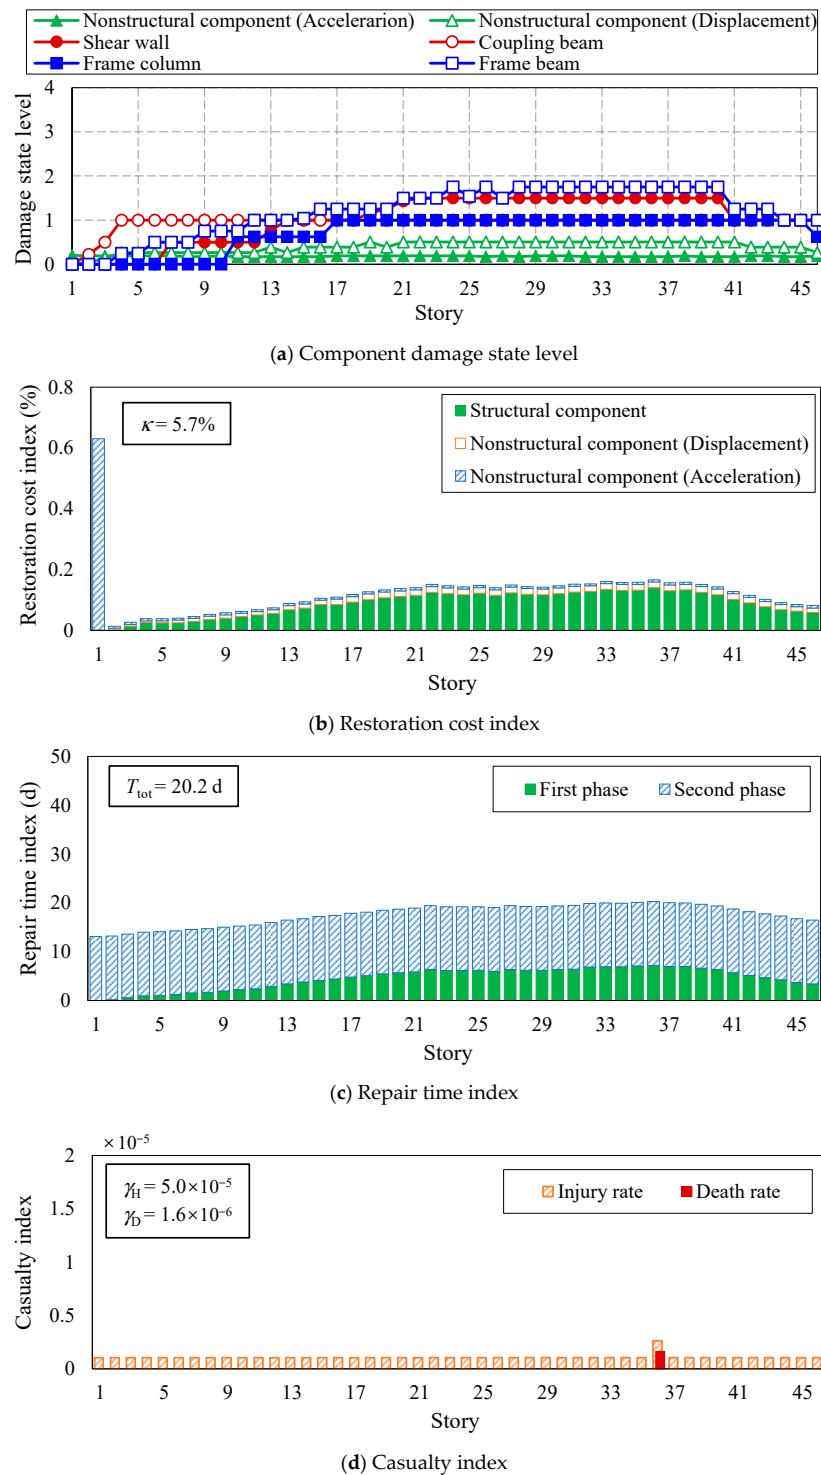 Nonstructural component (Accelerarion) Nonstructural component (Displacement)
Shear wall Coupling beam
Frame column Frame beam
Damage state level
4
3
2
1
0
1 5 9 13 17 21 25 29 33 37 41 45
Story
(a) Component damage state level
Restoration cost index (%)
0.8
0.6
0.4
0.2
0
κ = 5.7%
Structural component
Nonstructural component (Displacement)
Nonstructural component (Acceleration)
1 5 9 13 17 21 25 29 33 37 41 45
Story
(b) Restoration cost index
Repair time index (d)
50
40
30
20
10
0
Ttot = 20.2 d
First phase Second phase
1 5 9 13 17 21 25 29 33 37 41 45
Story
(c) Repair time index
×10⁻⁵
Casualty index
2
1.5
1
0.5
0
γH = 5.0×10⁻⁵
γD = 1.6×10⁻⁶
Injury rate Death rate
1 5 9 13 17 21 25 29 33 37 41 45
Story
(d) Casualty index